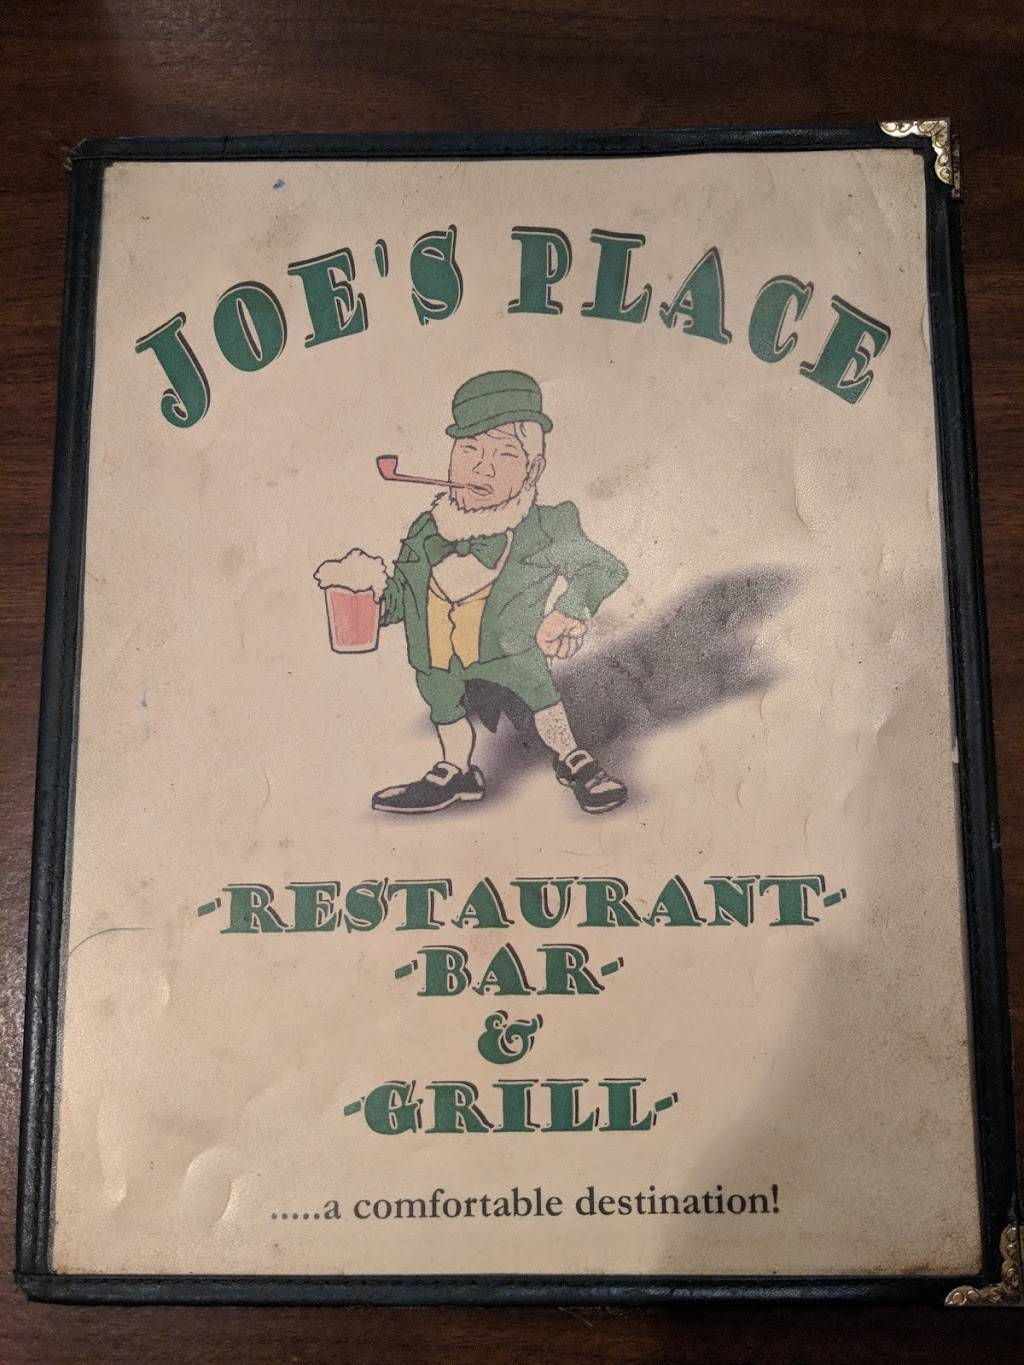 JOE'S PLACE
-RESTAURANT-
-BAR-
&
-GRILL-
.....a comfortable destination!